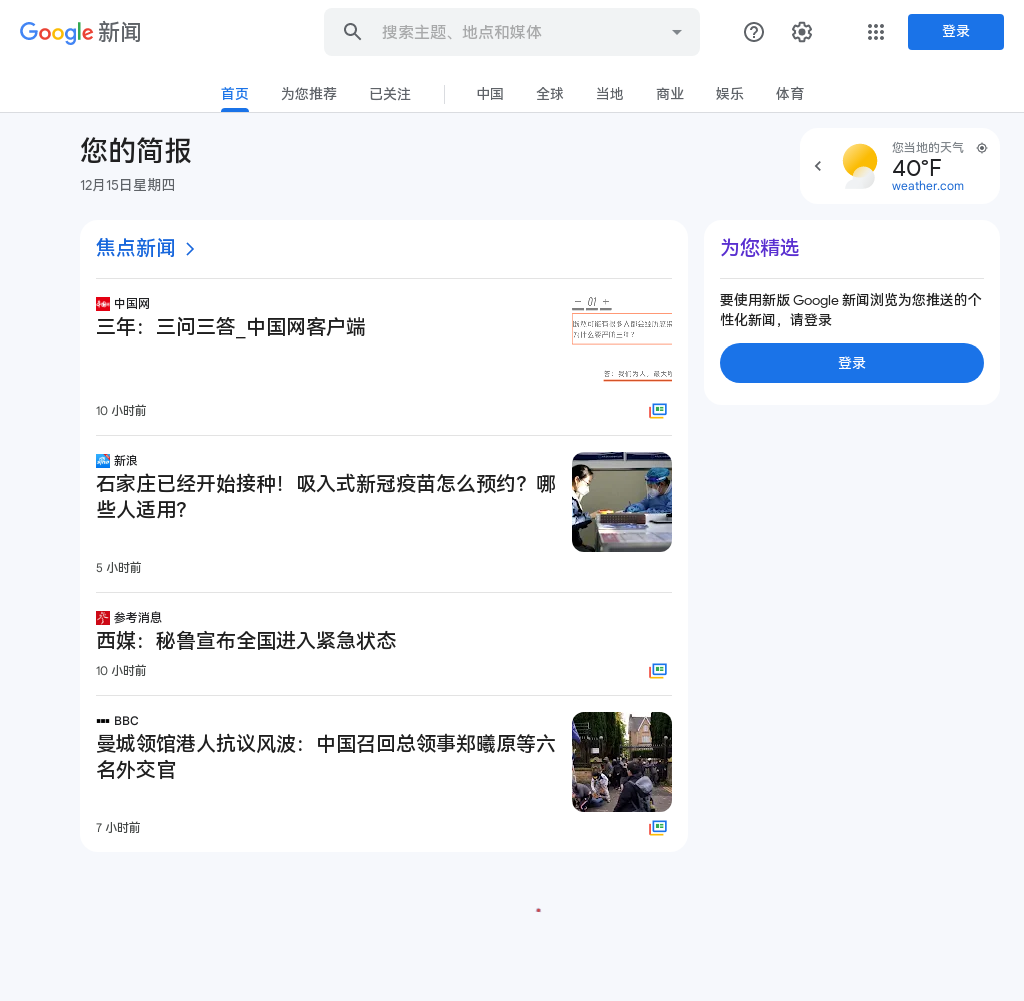 Google 新闻
搜索主题、地点和媒体
登录
首页
为您推荐
已关注
中国
全球
当地
商业
娱乐
体育
您的简报
12月15日星期四
您当地的天气
40°F
weather.com
焦点新闻
中国网
三年：三问三答_中国网客户端
01
10 小时前
新浪
石家庄已经开始接种！吸入式新冠疫苗怎么预约？哪
些人适用？
5 小时前
参考消息
西媒：秘鲁宣布全国进入紧急状态
10 小时前
BBC
曼城领馆港人抗议风波：中国召回总领事郑曦原等六
名外交官
7 小时前
为您精选
要使用新版 Google 新闻浏览为您推送的个
性化新闻，请登录
登录